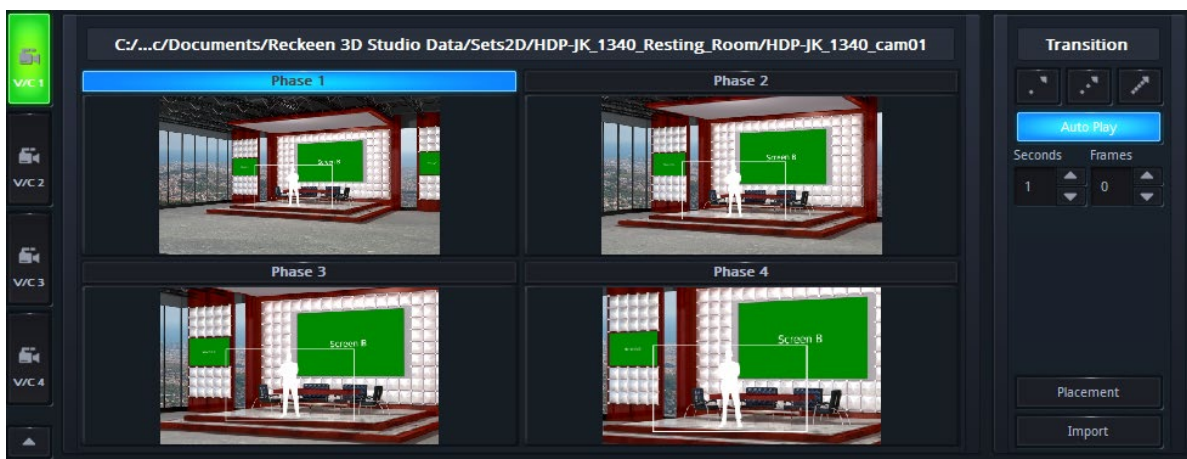 C:/...c/Documents/Reckeen 3D Studio Data/Sets2D/HDP-JK_1340_Resting_Room/HDP-JK_1340_cam01
V/C 1
V/C 2
V/C 3
V/C 4
Phase 1
Screen B
Phase 2
Screen B
Phase 3
Screen B
Phase 4
Screen B
Transition
Auto Play
Seconds Frames
1 0
Placement
Import